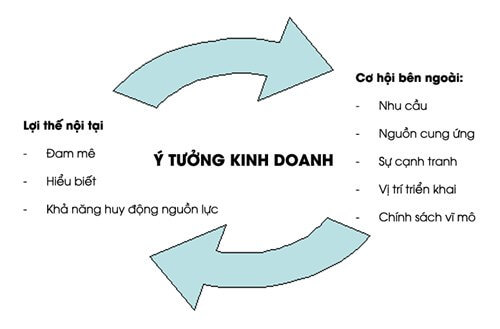 Lợi thế nội tại
- Đam mê
- Hiểu biết
- Khả năng huy động nguồn lực
Ý TƯỞNG KINH DOANH
Cơ hội bên ngoài:
- Nhu cầu
- Nguồn cung ứng
- Sự cạnh tranh
- Vị trí triển khai
- Chính sách vĩ mô